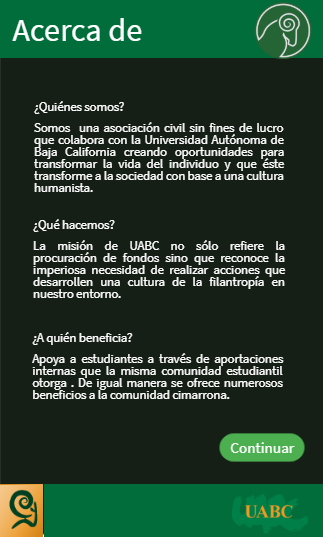 Acerca de
¿Quiénes somos?
Somos una asociación civil sin fines de lucro
que colabora con la Universidad Autónoma de
Baja California creando oportunidades para
transformar la vida del individuo y que éste
transforme a la sociedad con base a una cultura
humanista.
¿Qué hacemos?
La misión de UABC no sólo refiere la
procuración de fondos sino que reconoce la
imperiosa necesidad de realizar acciones que
desarrollen una cultura de la filantropía en
nuestro entorno.
¿A quién beneficia?
Apoya a estudiantes a través de aportaciones
internas que la misma comunidad estudiantil
otorga . De igual manera se ofrece numerosos
beneficios a la comunidad cimarrona.
Continuar
UABC